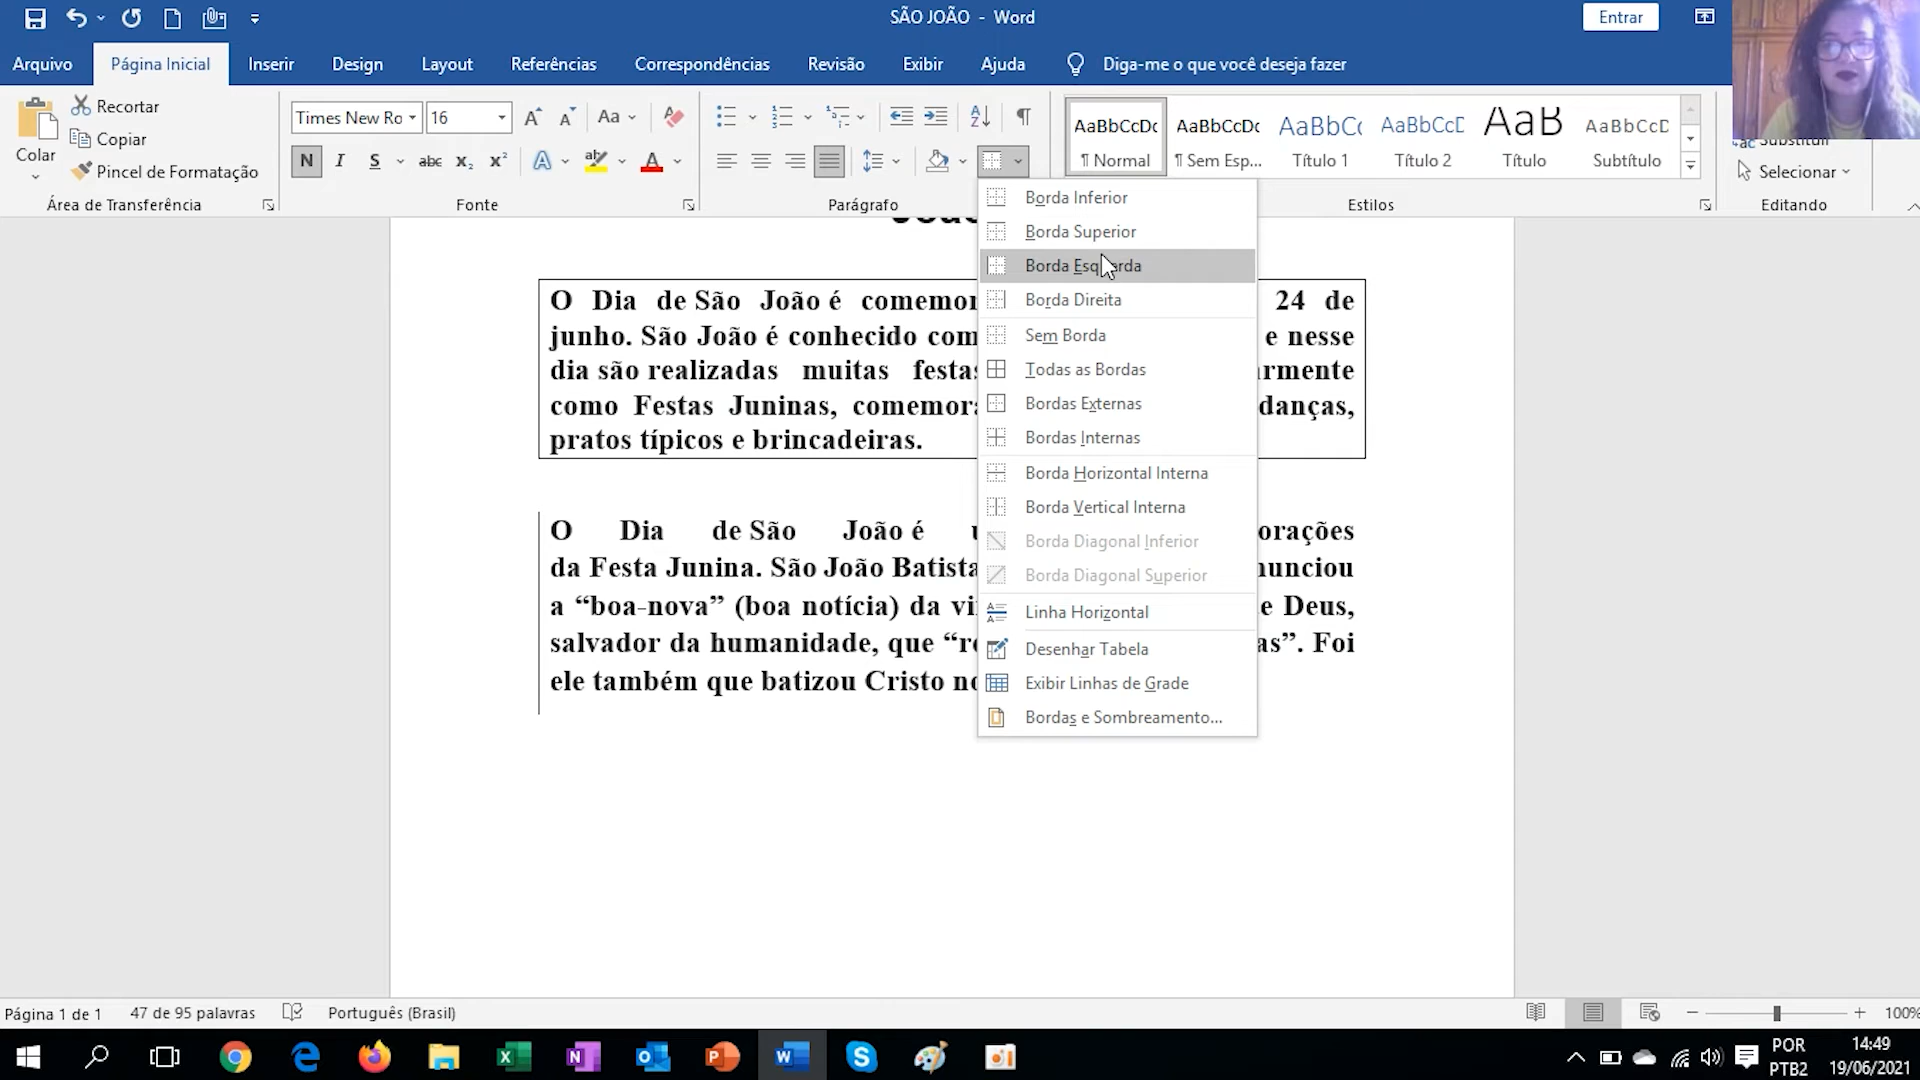 SÃO JOÃO - Word
Entrar
Arquivo
Página Inicial
Inserir
Design
Layout
Referências
Correspondências
Revisão
Exibir
Ajuda
Diga-me o que você deseja fazer
Colar
Recortar
Copiar
Pincel de Formatação
Área de Transferência
Times New Ro
16
Aa
N I S abc x₂ x² A aby A
Fonte
Parágrafo
AaBbCcDc
¶ Normal
AaBbCcDc
¶ Sem Esp...
AaBbCc
Título 1
AaBbCcD
Título 2
AaB
Título
AaBbCcD
Subtítulo
Estilos
Substituir
Selecionar
Editando
Borda Inferior
Borda Superior
Borda Esquerda
Borda Direita
Sem Borda
Todas as Bordas
Bordas Externas
Bordas Internas
Borda Horizontal Interna
Borda Vertical Interna
Borda Diagonal Inferior
Borda Diagonal Superior
Linha Horizontal
Desenhar Tabela
Exibir Linhas de Grade
Bordas e Sombreamento...
O Dia de São João é comemor 24 de
junho. São João é conhecido com e nesse
dia são realizadas muitas festas armente
como Festas Juninas, comemora danças,
pratos típicos e brincadeiras.
O Dia de São João é orações
da Festa Junina. São João Batista nunciou
a “boa-nova” (boa notícia) da vi e Deus,
salvador da humanidade, que “re as”. Foi
ele também que batizou Cristo no
Página 1 de 1
47 de 95 palavras
Português (Brasil)
100%
POR
PTB2
14:49
19/06/2021